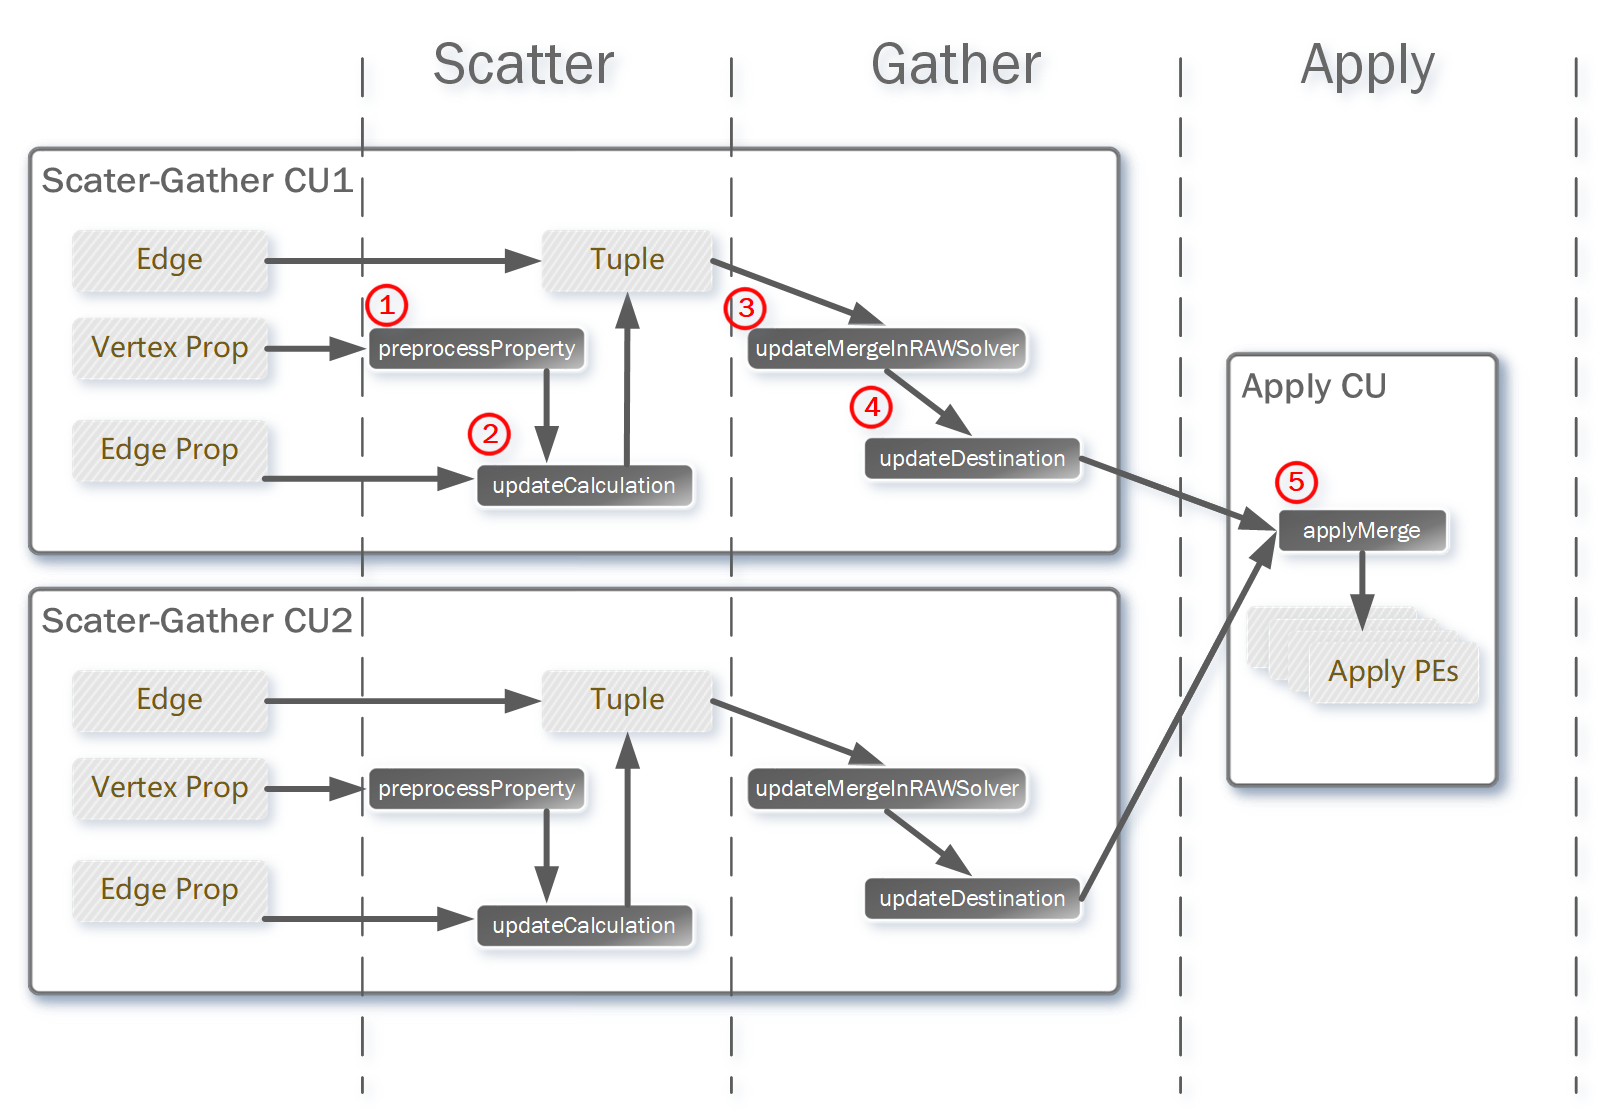 Scatter
Gather
Apply
Scater-Gather CU1
Edge
Tuple
1
Vertex Prop
preprocessProperty
2
Edge Prop
updateCalculation
3
updateMergeInRAWSolver
4
updateDestination
Apply CU
5
applyMerge
Apply PEs
Scater-Gather CU2
Edge
Tuple
Vertex Prop
preprocessProperty
Edge Prop
updateCalculation
updateMergeInRAWSolver
updateDestination